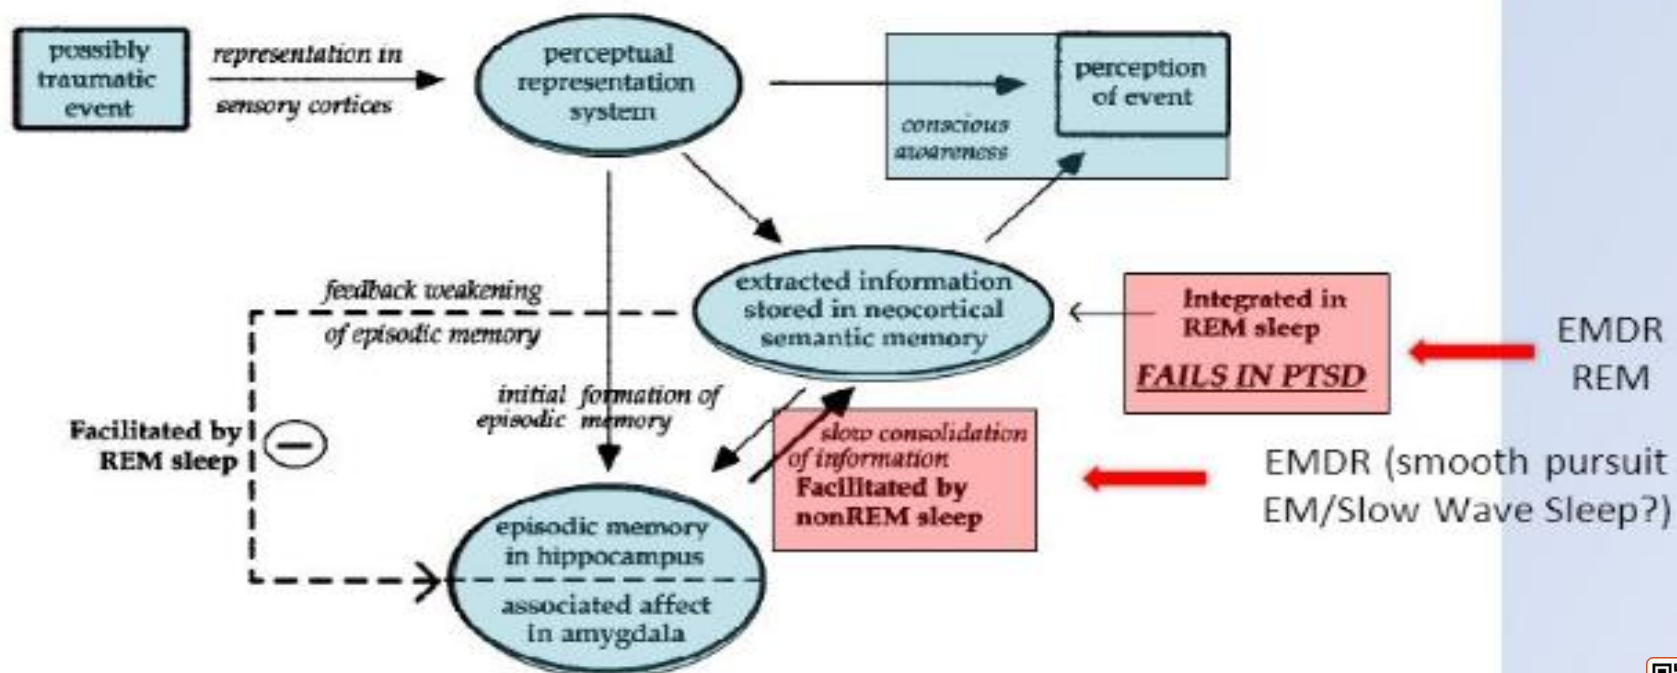 possibly
traumatic
event
representation in
sensory cortices
perceptual
representation
system
perception
of event
conscious
awareness
feedback weakening
of episodic memory
extracted information
stored in neocortical
semantic memory
Integrated in
REM sleep
FAILS IN PTSD
EMDR
REM
initial formation of
episodic memory
Facilitated by
REM sleep
slow consolidation
of information
Facilitated by
nonREM sleep
EMDR (smooth pursuit
EM/Slow Wave Sleep?)
episodic memory
in hippocampus
associated affect
in amygdala